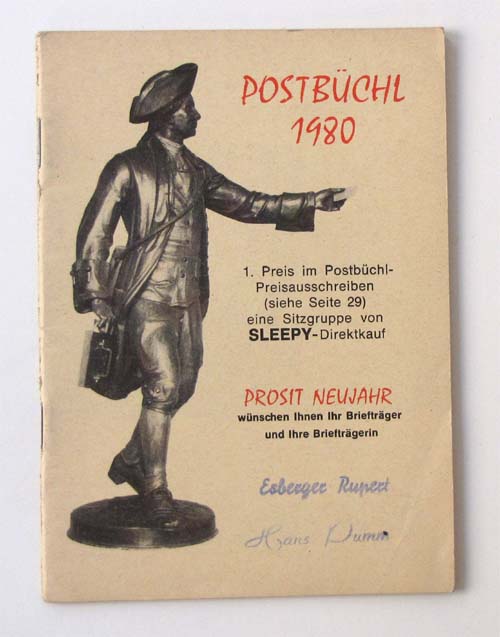 POSTBÜCHL
1980
1. Preis im Postbüchl-
Preisausschreiben
(siehe Seite 29)
eine Sitzgruppe von
SLEEPY-Direktkauf
PROSIT NEUJAHR
wünschen Ihnen Ihr Briefträger
und Ihre Briefträgerin
Esberger Rupert
Hans